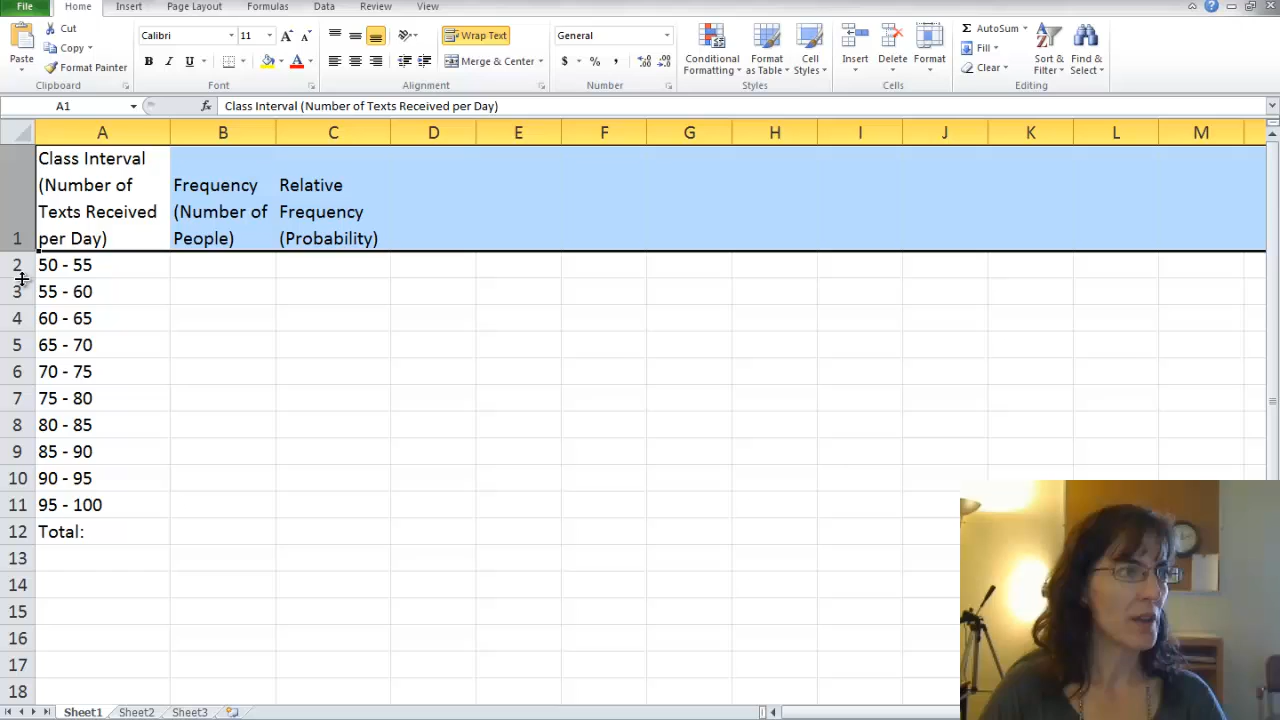 File Home Insert Page Layout Formulas Data Review View
Cut
Copy
Format Painter
Paste
Clipboard
Calibri 11
B I U
Font
Wrap Text
Merge & Center
Alignment
General
$ % ,
Number
Conditional Formatting
Format as Table
Cell Styles
Styles
Insert Delete Format
Cells
AutoSum
Fill
Clear
Sort & Filter
Find & Select
Editing
A1 fx Class Interval (Number of Texts Received per Day)
A B C D E F G H I J K L M
Class Interval
(Number of
Texts Received
per Day)
Frequency
(Number of
People)
Relative
Frequency
(Probability)
1
2 50 - 55
3 55 - 60
4 60 - 65
5 65 - 70
6 70 - 75
7 75 - 80
8 80 - 85
9 85 - 90
10 90 - 95
11 95 - 100
12 Total:
13
14
15
16
17
18
Sheet1 Sheet2 Sheet3